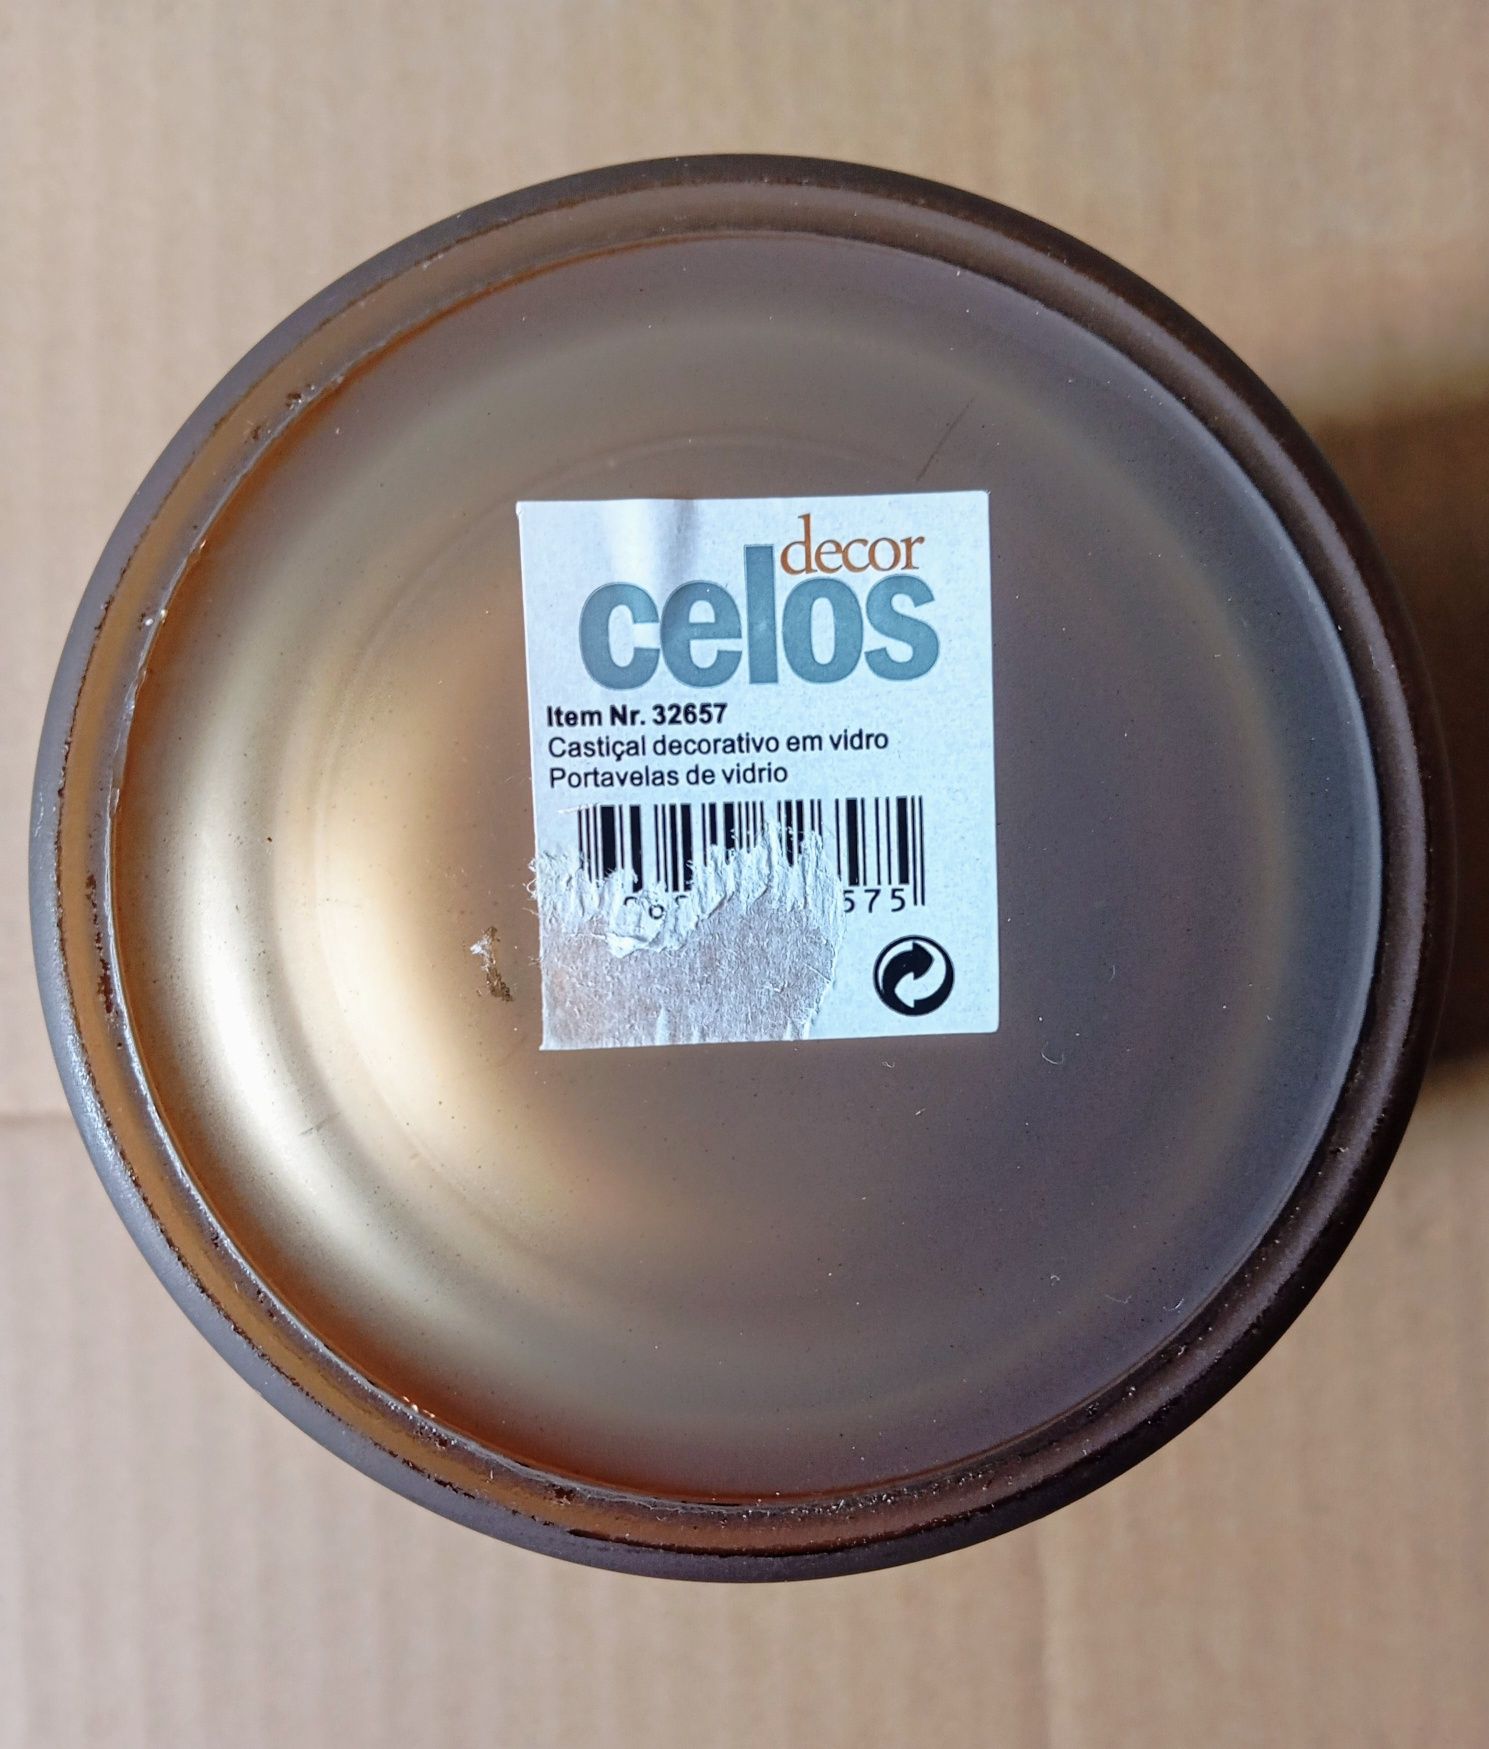 decor
celos
Item Nr. 32657
Castiçal decorativo em vidro
Portavelas de vidrio
575